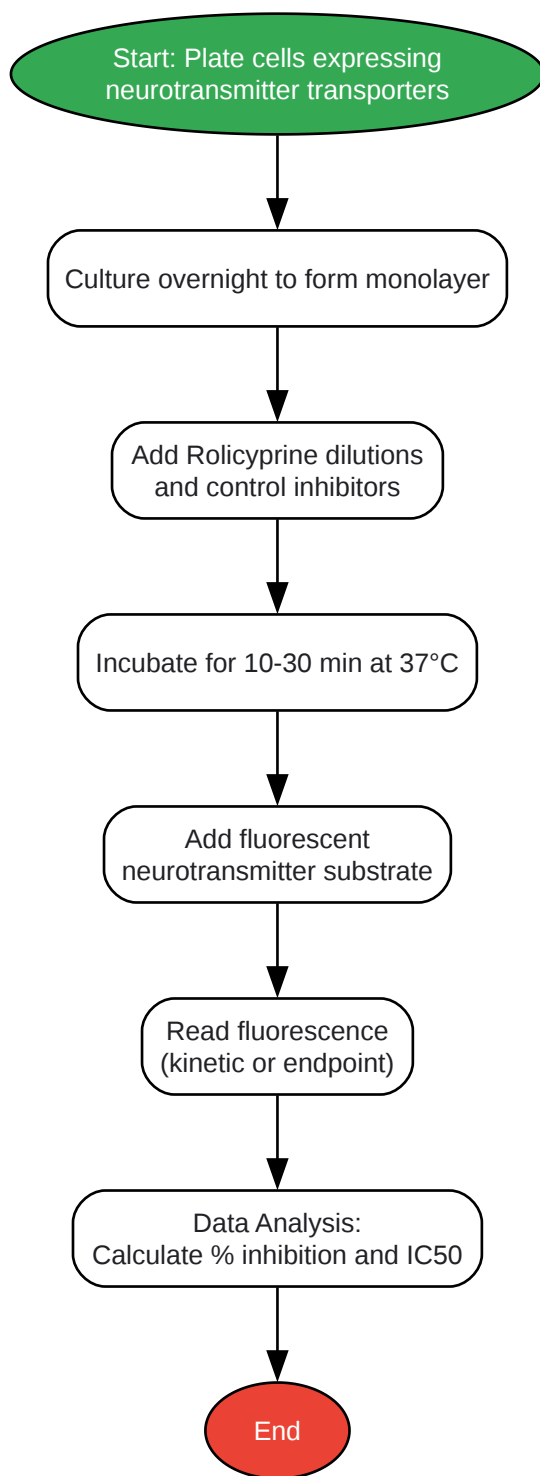 Start: Plate cells expressing
neurotransmitter transporters
Culture overnight to form monolayer
Add Rolicyprine dilutions
and control inhibitors
Incubate for 10-30 min at 37°C
Add fluorescent
neurotransmitter substrate
Read fluorescence
(kinetic or endpoint)
Data Analysis:
Calculate % inhibition and IC50
End